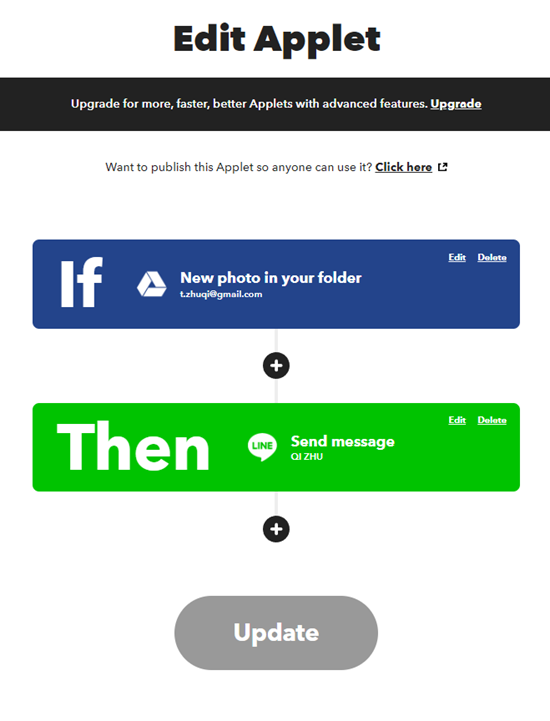 Edit Applet
Upgrade for more, faster, better Applets with advanced features. Upgrade
Want to publish this Applet so anyone can use it? Click here
Edit Delete
If
New photo in your folder
t.zhuqi@gmail.com
Edit Delete
Then
LINE
Send message
QI ZHU
Update